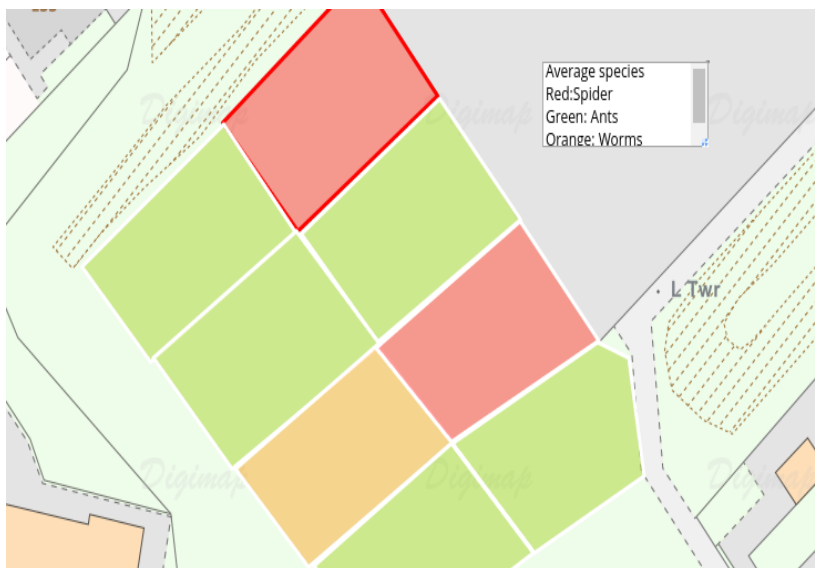 Average species
Red:Spider
Green: Ants
Orange: Worms
Digimap
Digimap
Digimap
L Twr
Digimap
Digimap
Digimap